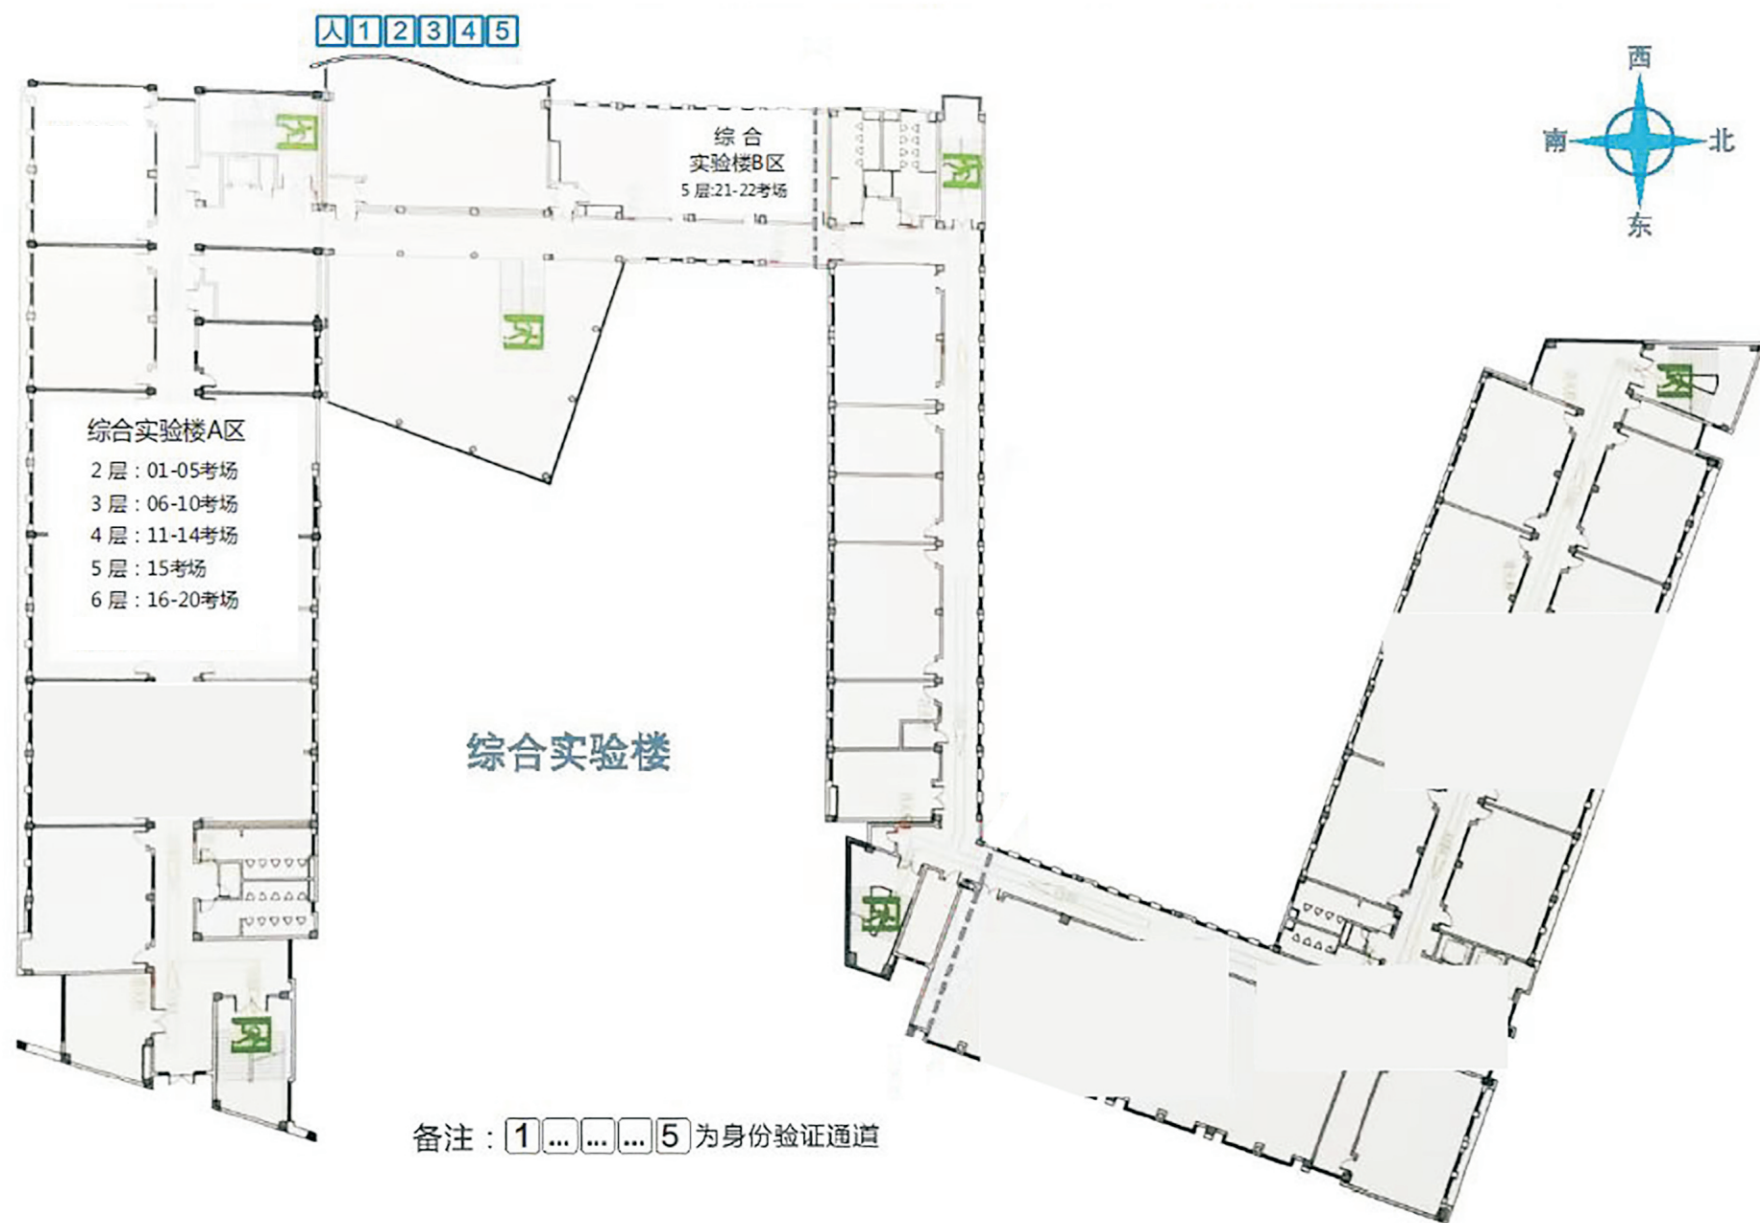 人12345
西
南 北
东
综 合
实验楼B区
5 层:21-22考场
综合实验楼A区
2 层：01-05考场
3 层：06-10考场
4 层：11-14考场
5 层：15考场
6 层：16-20考场
综合实验楼
备注：1 ... ... ... 5 为身份验证通道